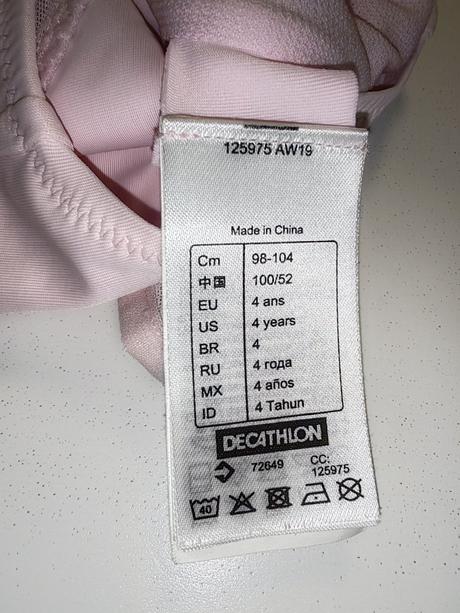 125975 AW19
Made in China
Cm 98-104
中国 100/52
EU 4 ans
US 4 years
BR 4
RU 4 года
MX 4 años
ID 4 Tahun
DECATHLON
72649 CC: 125975
40